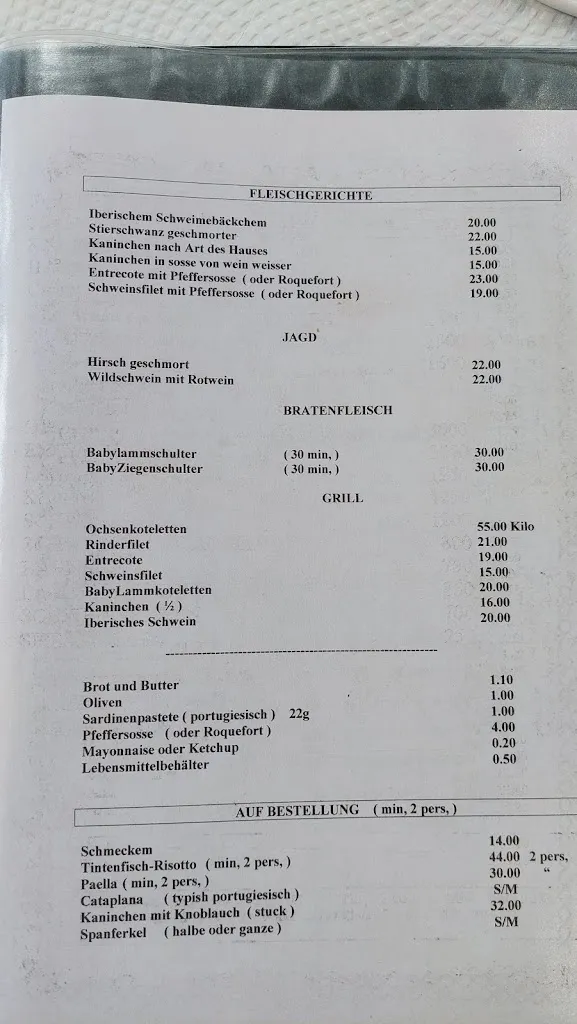 FLEISCHGERICHTE
Iberischem Schweimebäckchem 20.00
Stierschwanz geschmorter 22.00
Kaninchen nach Art des Hauses 15.00
Kaninchen in sosse von wein weisser 15.00
Entrecote mit Pfeffersosse ( oder Roquefort ) 23.00
Schweinsfilet mit Pfeffersosse ( oder Roquefort ) 19.00
JAGD
Hirsch geschmort 22.00
Wildschwein mit Rotwein 22.00
BRATENFLEISCH
Babylammschulter ( 30 min, ) 30.00
BabyZiegenschulter ( 30 min, ) 30.00
GRILL
Ochsenkoteletten 55.00 Kilo
Rinderfilet 21.00
Entrecote 19.00
Schweinsfilet 15.00
BabyLammkoteletten 20.00
Kaninchen ( ½ ) 16.00
Iberisches Schwein 20.00
Brot und Butter 1.10
Oliven 1.00
Sardinenpastete ( portugiesisch ) 22g 1.00
Pfeffersosse ( oder Roquefort ) 4.00
Mayonnaise oder Ketchup 0.20
Lebensmittelbehälter 0.50
AUF BESTELLUNG ( min, 2 pers, )
Schmeckem 14.00
Tintenfisch-Risotto ( min, 2 pers, ) 44.00 2 pers,
Paella ( min, 2 pers, ) 30.00 “
Cataplana ( typish portugiesisch ) S/M
Kaninchen mit Knoblauch ( stuck ) 32.00
Spanferkel ( halbe oder ganze ) S/M